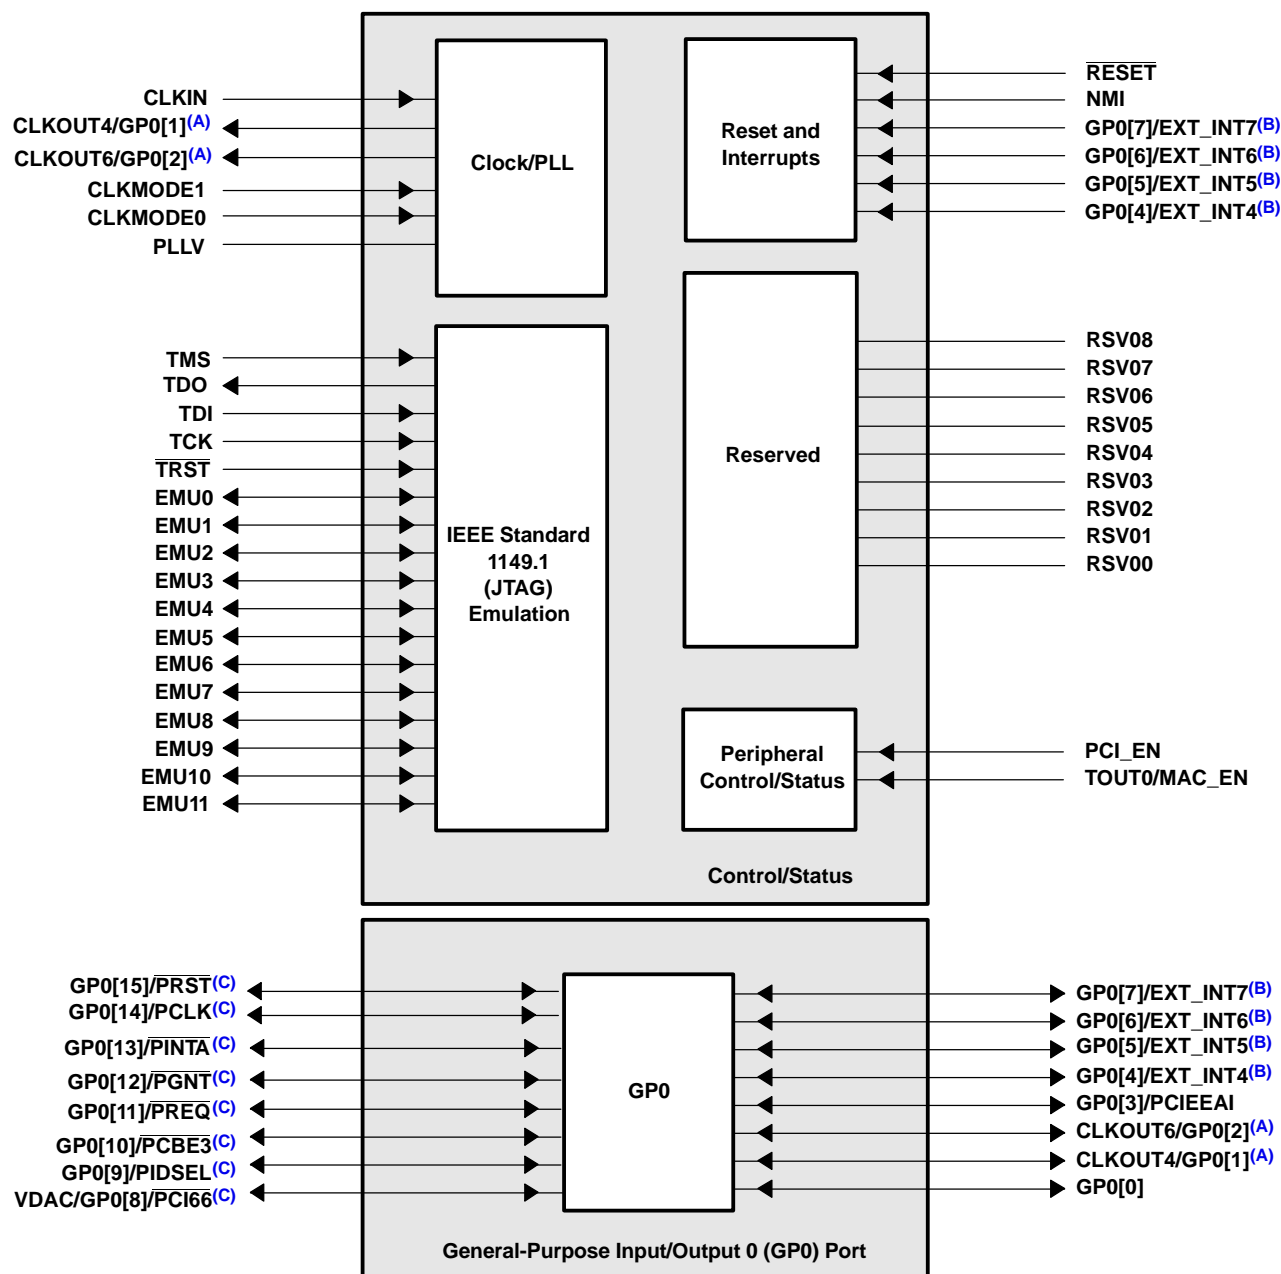 CLKIN
CLKOUT4/GP0[1](A)
CLKOUT6/GP0[2](A)
CLKMODE1
CLKMODE0
PLLV
Clock/PLL
Reset and
Interrupts
RESET
NMI
GP0[7]/EXT_INT7(B)
GP0[6]/EXT_INT6(B)
GP0[5]/EXT_INT5(B)
GP0[4]/EXT_INT4(B)
TMS
TDO
TDI
TCK
TRST
EMU0
EMU1
EMU2
EMU3
EMU4
EMU5
EMU6
EMU7
EMU8
EMU9
EMU10
EMU11
IEEE Standard
1149.1
(JTAG)
Emulation
Reserved
RSV08
RSV07
RSV06
RSV05
RSV04
RSV03
RSV02
RSV01
RSV00
Peripheral
Control/Status
PCI_EN
TOUT0/MAC_EN
Control/Status
GP0[15]/PRST(C)
GP0[14]/PCLK(C)
GP0[13]/PINTA(C)
GP0[12]/PGNT(C)
GP0[11]/PREQ(C)
GP0[10]/PCBE3(C)
GP0[9]/PIDSEL(C)
VDAC/GP0[8]/PCI66(C)
GP0
GP0[7]/EXT_INT7(B)
GP0[6]/EXT_INT6(B)
GP0[5]/EXT_INT5(B)
GP0[4]/EXT_INT4(B)
GP0[3]/PCIEEAI
CLKOUT6/GP0[2](A)
CLKOUT4/GP0[1](A)
GP0[0]
General-Purpose Input/Output 0 (GP0) Port